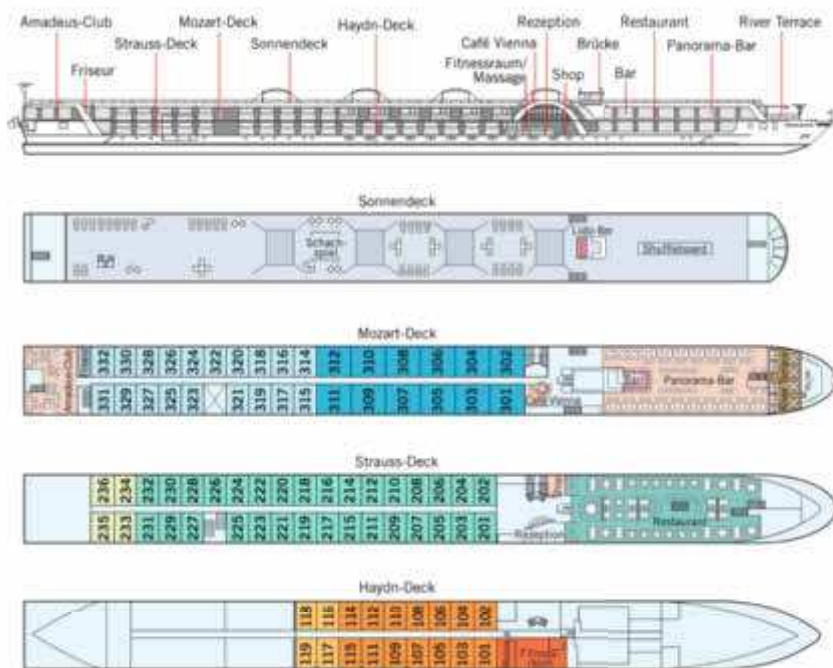 Amadeus-Club
Mozart-Deck
Haydn-Deck
Rezeption
Restaurant
River Terrace
Strauss-Deck
Sonnendeck
Café Vienna
Brücke
Panorama-Bar
Friseur
Fitnessraum/
Massage
Shop
Bar
Sonnendeck
Schach-
spiel
Lido-Bar
Shuffleboard
Mozart-Deck
332 330 328 326 324 322 320 318 316 314 312 310 308 306 304 302
Amadeus-Club
Bar
Panorama-Bar
331 329 327 325 323 321 319 317 315 311 309 307 305 303 301
Café Vienna
Strauss-Deck
236 234 232 230 228 226 224 222 220 218 216 214 212 210 208 206 204 202
Restaurant
235 233 231 229 227 225 223 221 219 217 215 211 209 207 205 203 201
Rezeption
Haydn-Deck
118 116 114 112 110 108 106 104 102
119 117 115 111 109 107 105 103 101